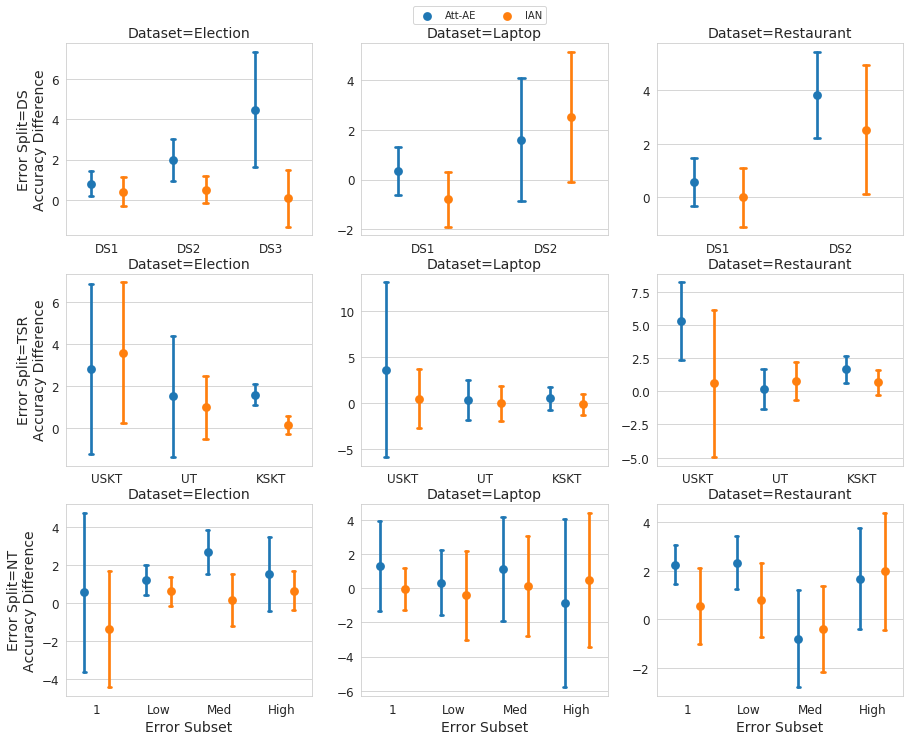 Att-AE IAN
Dataset=Election Dataset=Laptop Dataset=Restaurant
Error Split=DS
Accuracy Difference
6
4
2
0
4
2
0
−2
4
2
0
DS1 DS2 DS3 DS1 DS2 DS1 DS2
Dataset=Election Dataset=Laptop Dataset=Restaurant
Error Split=TSR
Accuracy Difference
6
4
2
0
10
5
0
−5
7.5
5.0
2.5
0.0
−2.5
−5.0
USKT UT KSKT USKT UT KSKT USKT UT KSKT
Dataset=Election Dataset=Laptop Dataset=Restaurant
Error Split=NT
Accuracy Difference
4
2
0
−2
−4
4
2
0
−2
−4
−6
4
2
0
−2
1 Low Med High 1 Low Med High 1 Low Med High
Error Subset Error Subset Error Subset